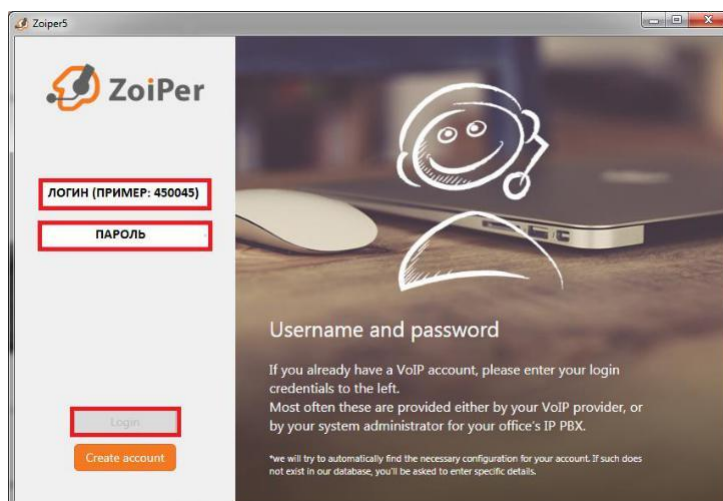 Zoiper5
ZoiPer
ЛОГИН (ПРИМЕР: 450045)
ПАРОЛЬ
Login
Create account
Username and password
If you already have a VoIP account, please enter your login
credentials to the left.
Most often these are provided either by your VoIP provider, or
by your system administrator for your office's IP PBX.
*we will try to automatically find the necessary configuration for your account. If such does
not exist in our database, you'll be asked to enter specific details.